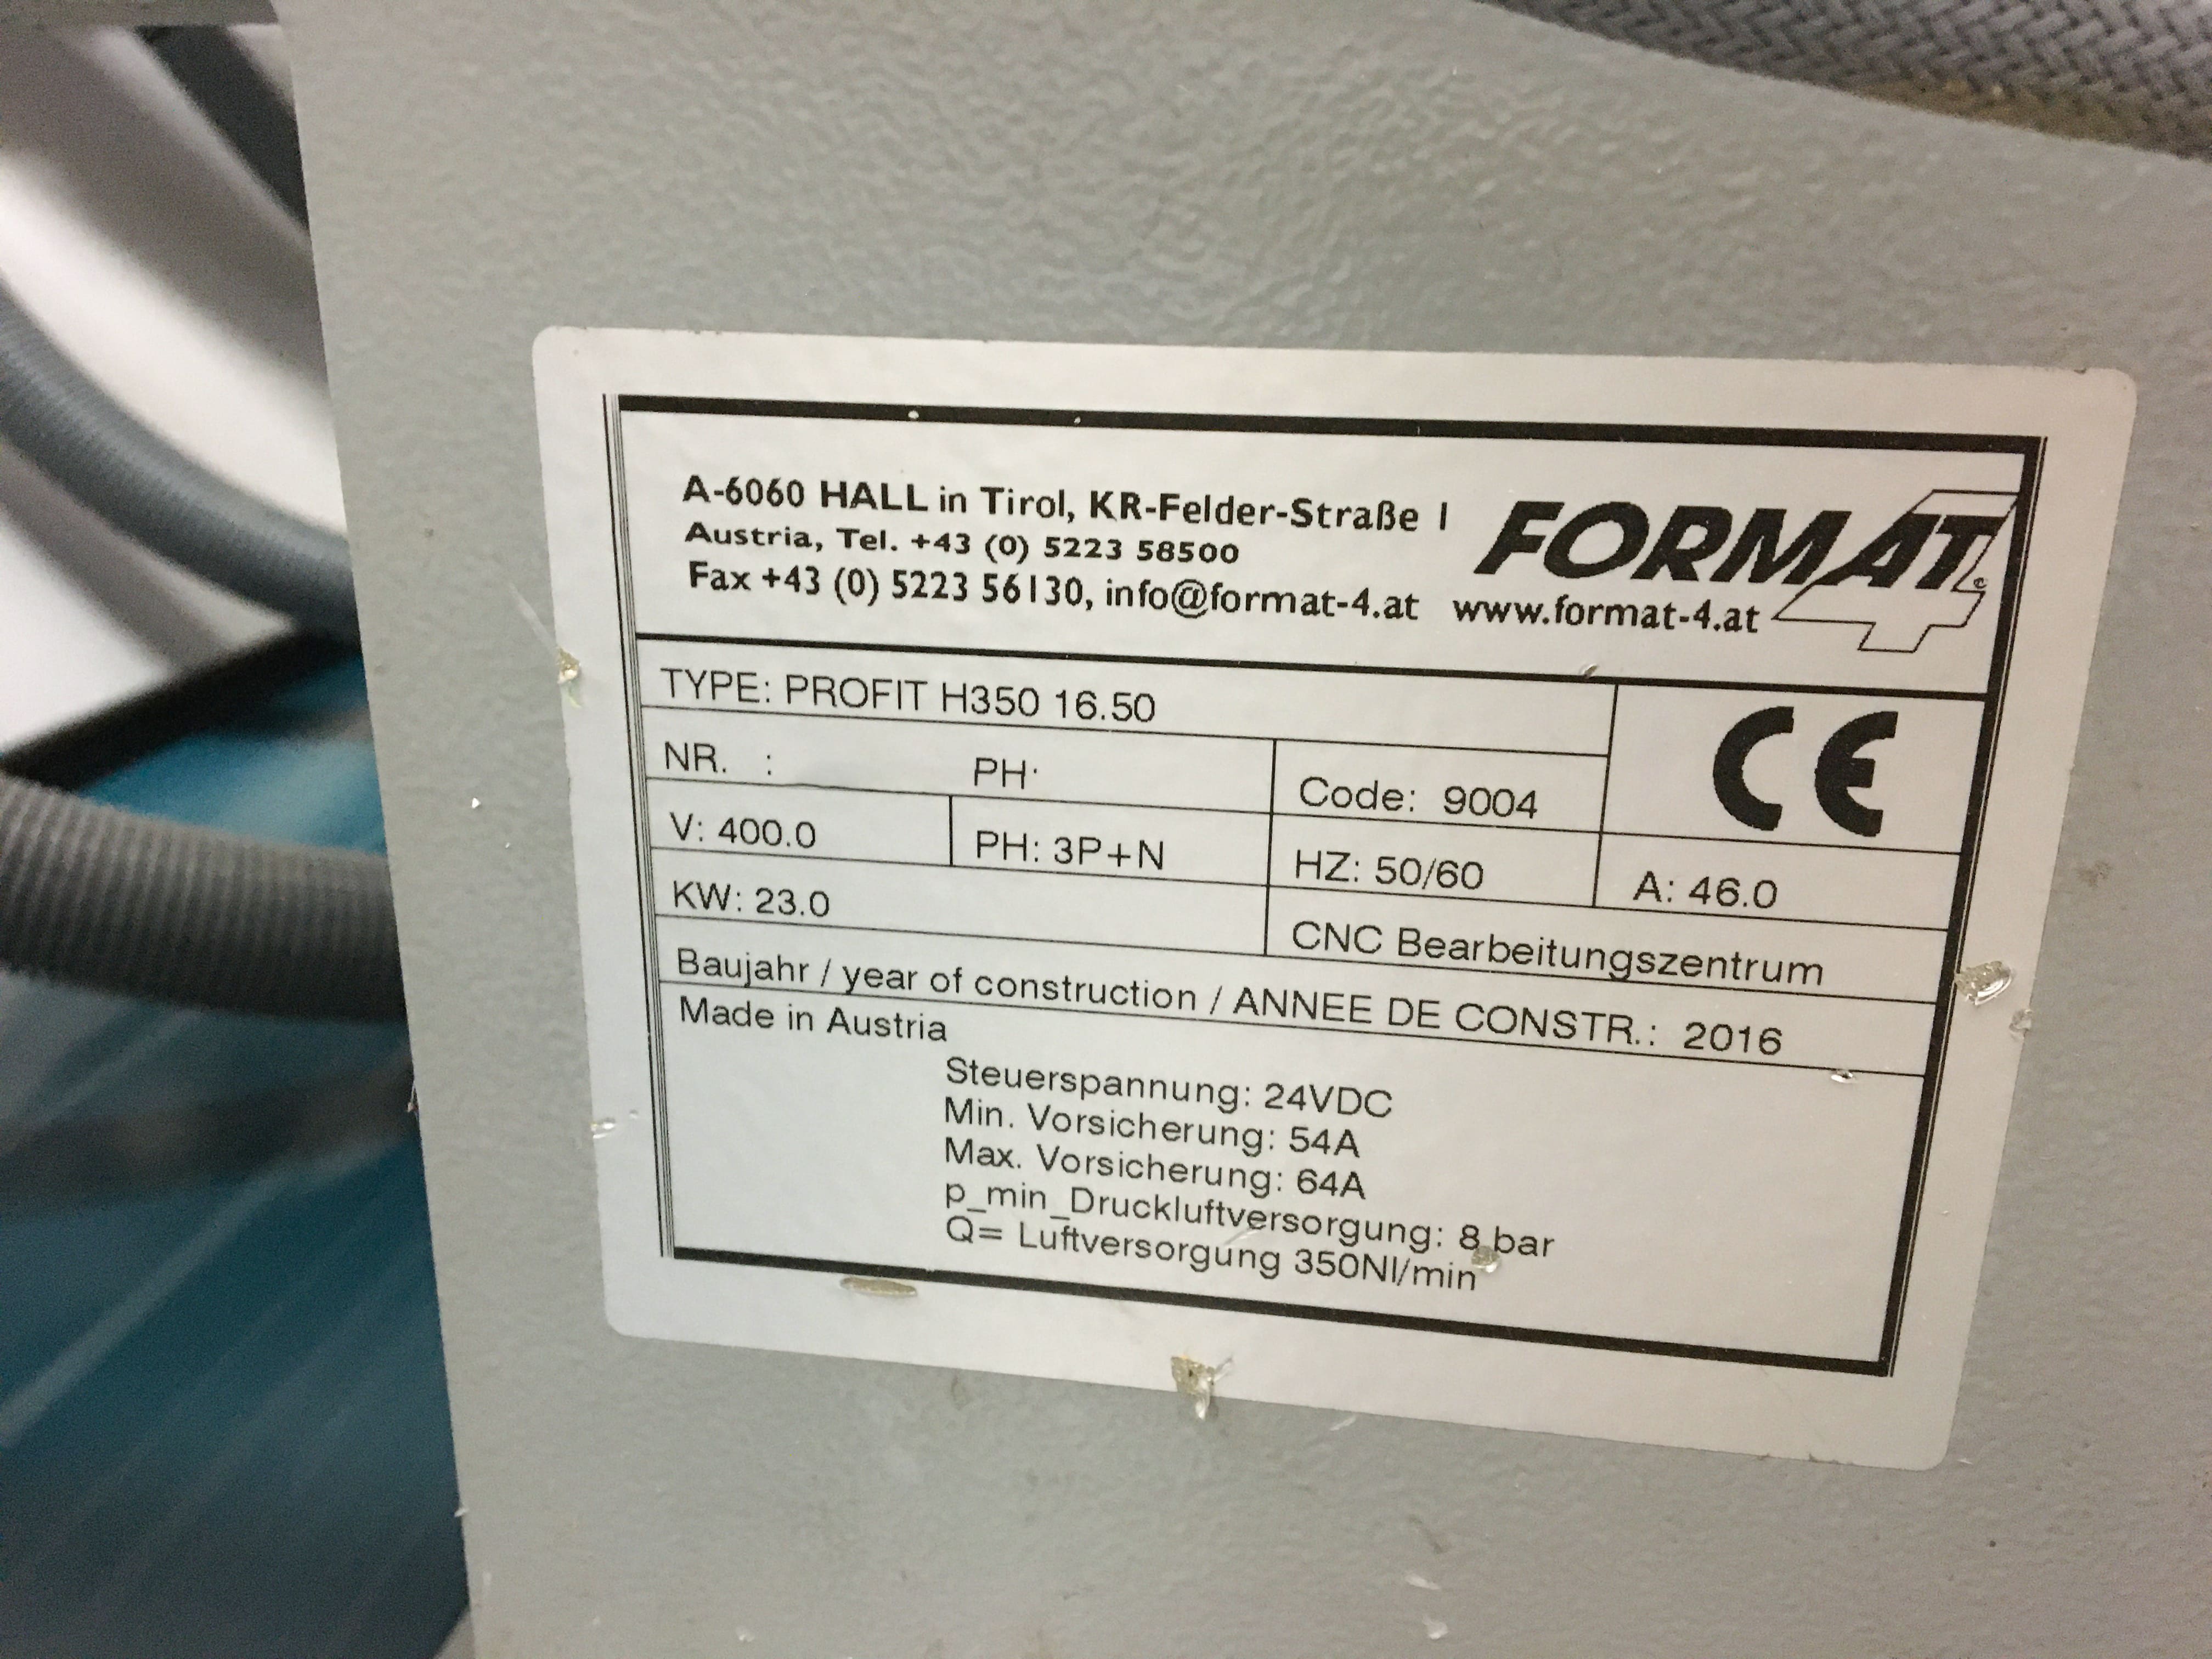 A-6060 HALL in Tirol, KR-Felder-Straße 1
Austria, Tel. +43 (0) 5223 58500
Fax +43 (0) 5223 56130, info@format-4.at www.format-4.at
FORMAT 4
TYPE: PROFIT H350 16.50
CE
NR. : PH·
Code: 9004
V: 400.0
PH: 3P+N
HZ: 50/60
A: 46.0
KW: 23.0
CNC Bearbeitungszentrum
Baujahr / year of construction / ANNEE DE CONSTR.: 2016
Made in Austria
Steuerspannung: 24VDC
Min. Vorsicherung: 54A
Max. Vorsicherung: 64A
p_min_Druckluftversorgung: 8 bar
Q= Luftversorgung 350Nl/min